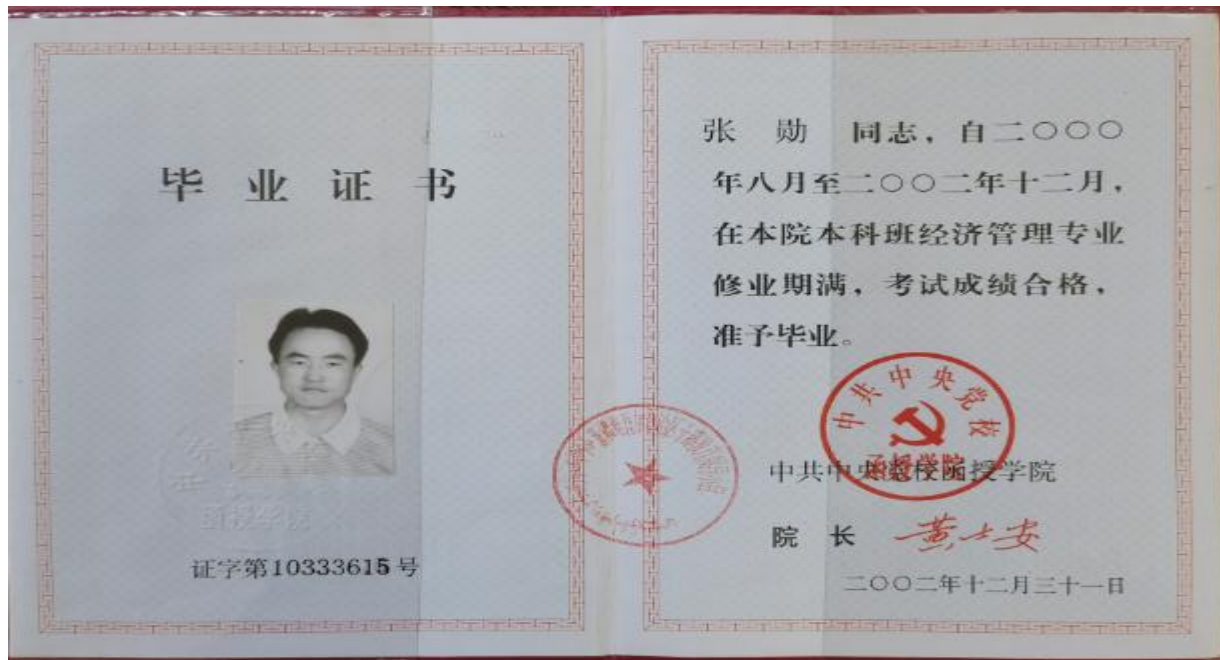 毕业证书
证字第10333615号
张 勋 同志，自二〇〇〇
年八月至二〇〇二年十二月，
在本院本科班经济管理专业
修业期满，考试成绩合格，
准予毕业。
中共中央党校
函授学院
中共中央党校函授学院
院 长 黄士安
二〇〇二年十二月三十一日